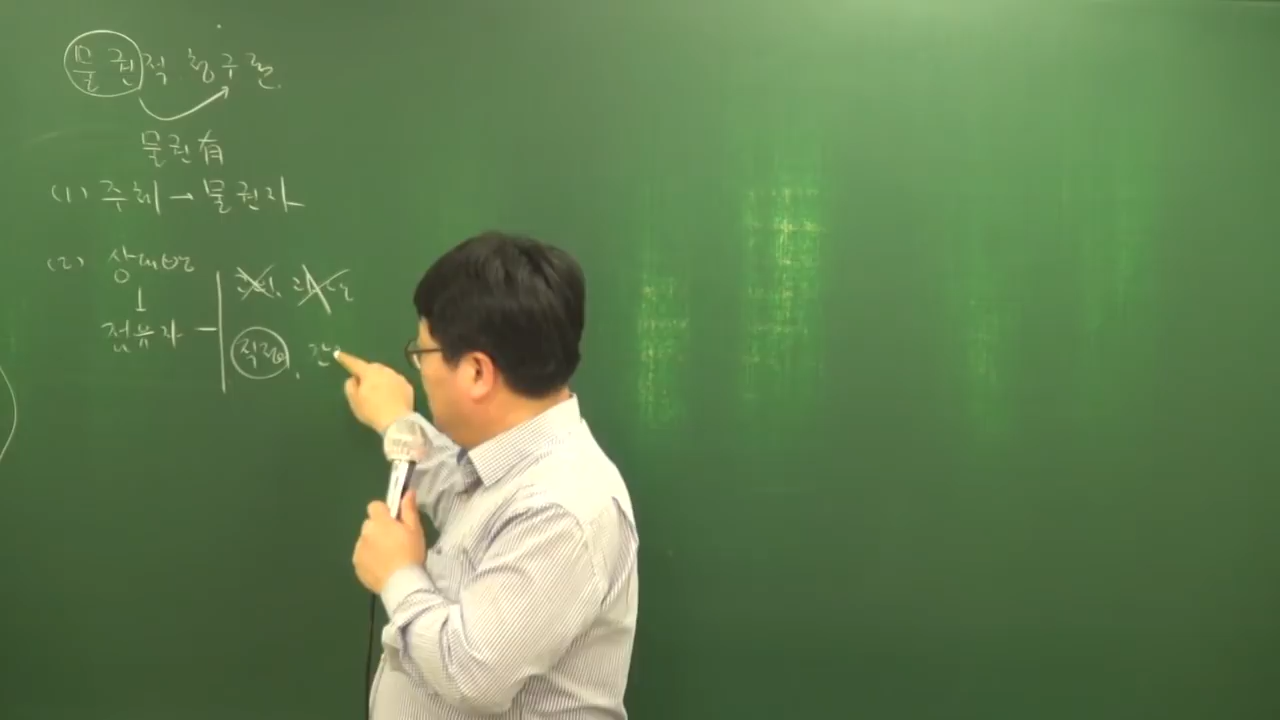 물권적 청구권.
물권有
(1) 주체 → 물권자
(2) 상대방
점유자
직접, 간